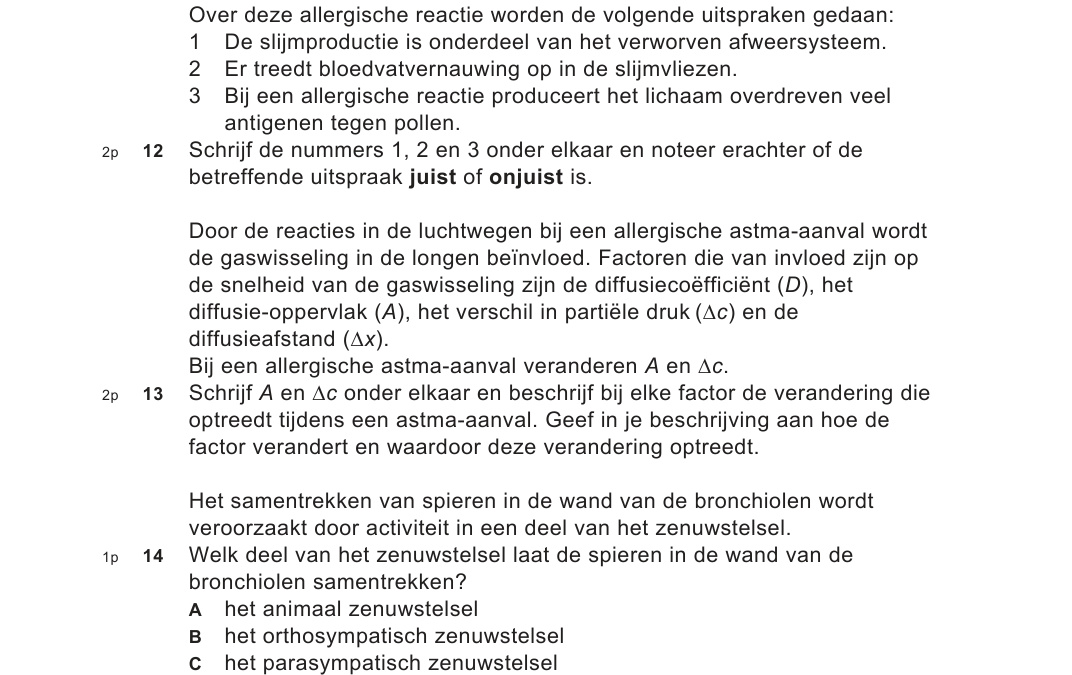 Over deze allergische reactie worden de volgende uitspraken gedaan:
1 De slijmproductie is onderdeel van het verworven afweersysteem.
2 Er treedt bloedvatvernauwing op in de slijmvliezen.
3 Bij een allergische reactie produceert het lichaam overdreven veel
antigenen tegen pollen.
2p 12 Schrijf de nummers 1, 2 en 3 onder elkaar en noteer erachter of de
betreffende uitspraak juist of onjuist is.
Door de reacties in de luchtwegen bij een allergische astma-aanval wordt
de gaswisseling in de longen beïnvloed. Factoren die van invloed zijn op
de snelheid van de gaswisseling zijn de diffusiecoëfficiënt (D), het
diffusie-oppervlak (A), het verschil in partiële druk (Δc) en de
diffusieafstand (Δx).
Bij een allergische astma-aanval veranderen A en Δc.
2p 13 Schrijf A en Δc onder elkaar en beschrijf bij elke factor de verandering die
optreedt tijdens een astma-aanval. Geef in je beschrijving aan hoe de
factor verandert en waardoor deze verandering optreedt.
Het samentrekken van spieren in de wand van de bronchiolen wordt
veroorzaakt door activiteit in een deel van het zenuwstelsel.
1p 14 Welk deel van het zenuwstelsel laat de spieren in de wand van de
bronchiolen samentrekken?
A het animaal zenuwstelsel
B het orthosympatisch zenuwstelsel
C het parasympatisch zenuwstelsel